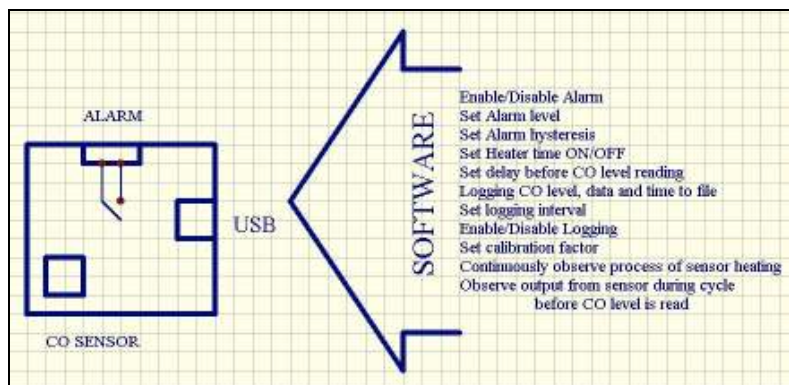 ALARM
USB
CO SENSOR
SOFTWARE
Enable/Disable Alarm
Set Alarm level
Set Alarm hysteresis
Set Heater time ON/OFF
Set delay before CO level reading
Logging CO level, data and time to file
Set logging interval
Enable/Disable Logging
Set calibration factor
Continuously observe process of sensor heating
Observe output from sensor during cycle
before CO level is read